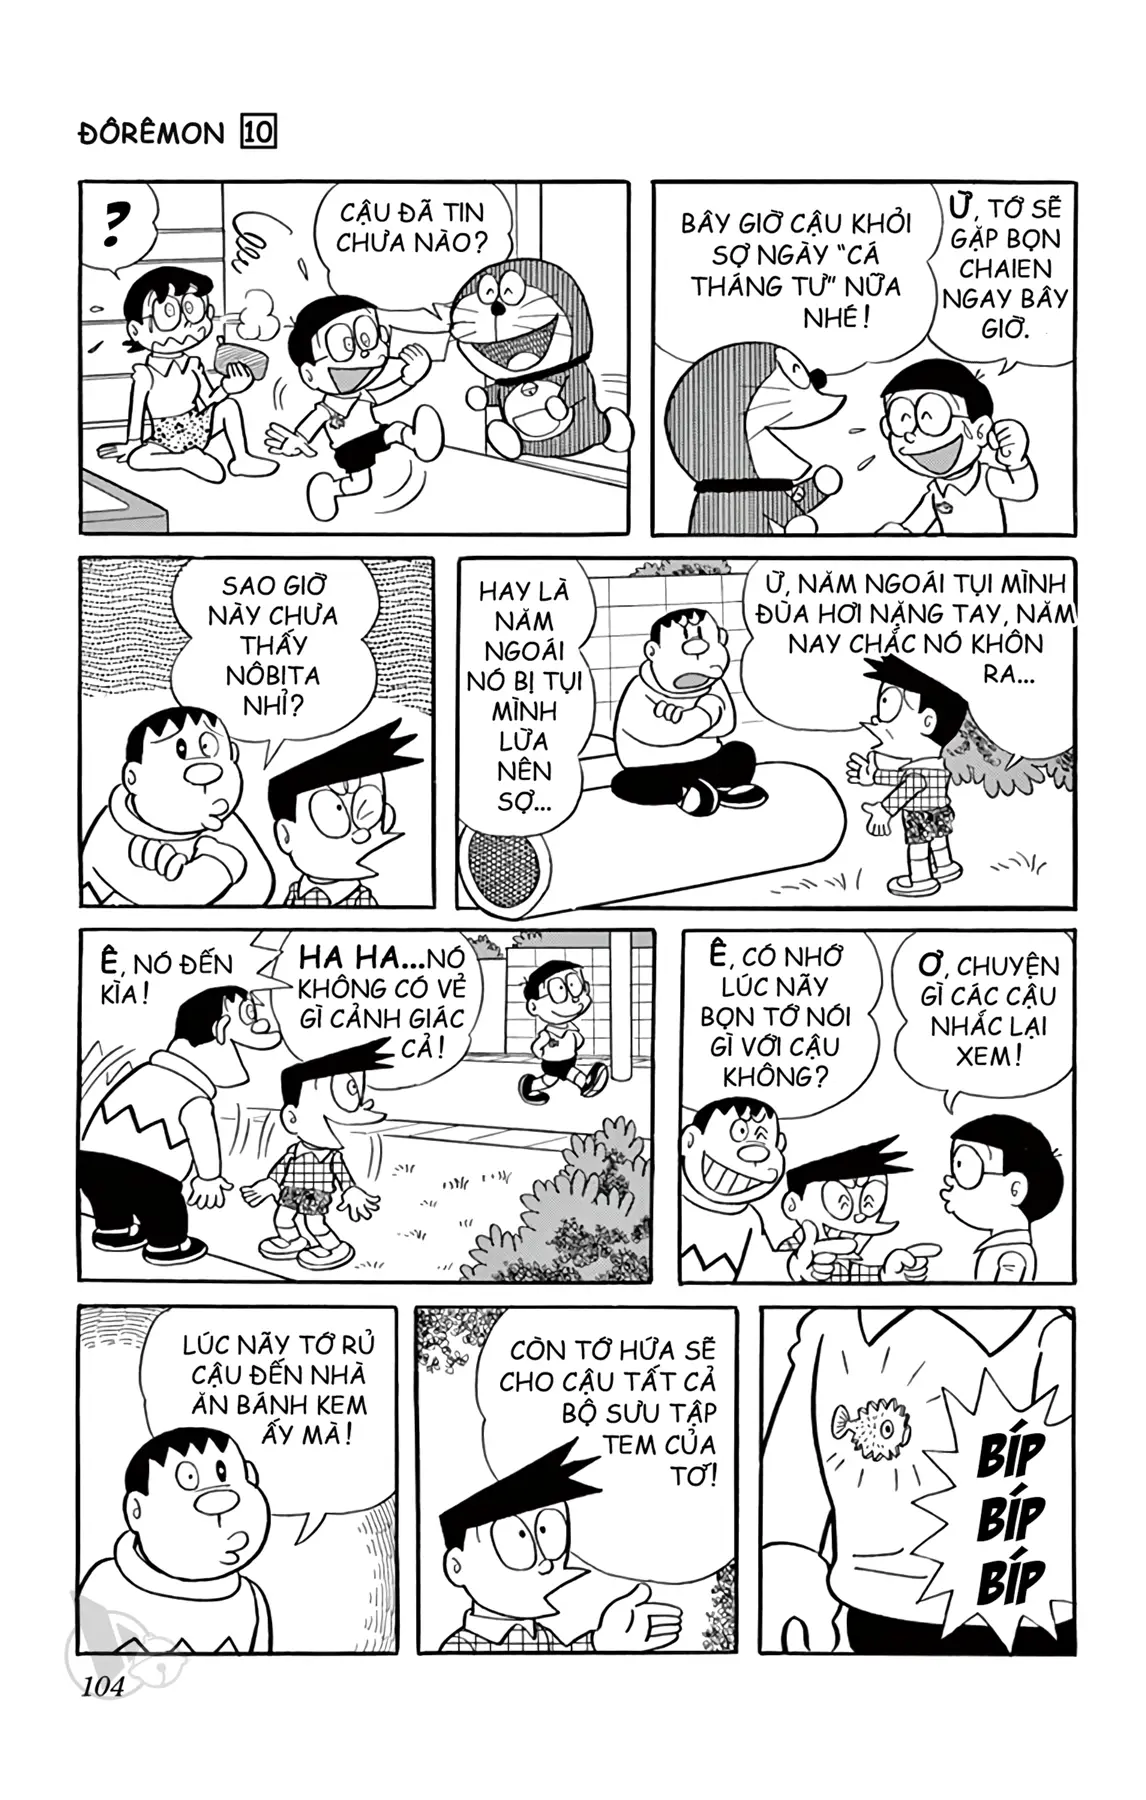 ĐÔRÊMON 10
?
CẬU ĐÃ TIN
CHƯA NÀO?
BÂY GIỜ CẬU KHỎI
SỢ NGÀY “CÁ
THÁNG TƯ” NỮA
NHÉ!
Ừ, TỚ SẼ
GẶP BỌN
CHAIEN
NGAY BÂY
GIỜ.
SAO GIỜ
NÀY CHƯA
THẤY
NÔBITA
NHỈ?
HAY LÀ
NĂM
NGOÁI
NÓ BỊ TỤI
MÌNH
LỪA
NÊN
SỢ...
Ừ, NĂM NGOÁI TỤI MÌNH
ĐÙA HƠI NẶNG TAY, NĂM
NAY CHẮC NÓ KHÔN
RA...
Ê, NÓ ĐẾN
KÌA!
HA HA...NÓ
KHÔNG CÓ VẺ
GÌ CẢNH GIÁC
CẢ!
Ê, CÓ NHỚ
LÚC NÃY
BỌN TỚ NÓI
GÌ VỚI CẬU
KHÔNG?
Ơ, CHUYỆN
GÌ CÁC CẬU
NHẮC LẠI
XEM!
LÚC NÃY TỚ RỦ
CẬU ĐẾN NHÀ
ĂN BÁNH KEM
ẤY MÀ!
CÒN TỚ HỨA SẼ
CHO CẬU TẤT CẢ
BỘ SƯU TẬP
TEM CỦA
TỚ!
BÍP
BÍP
BÍP
104